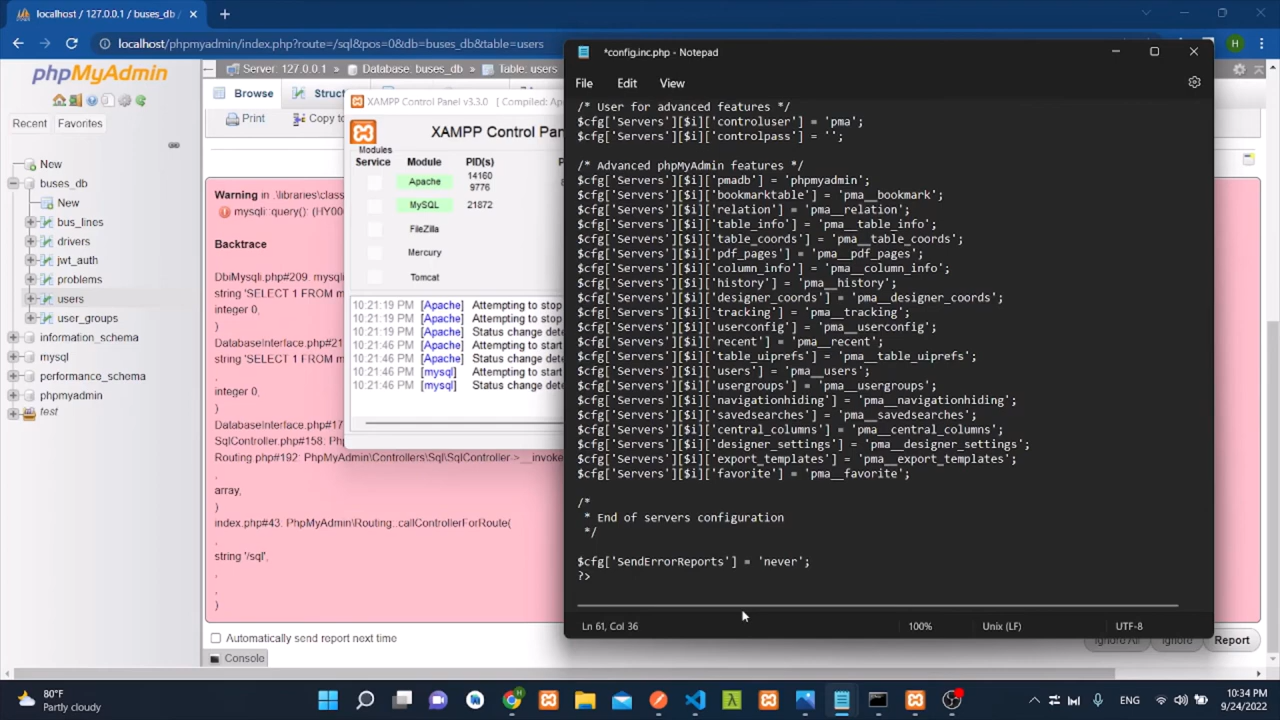 localhost / 127.0.0.1 / buses_db /
localhost/phpmyadmin/index.php?route=/sql&pos=0&db=buses_db&table=users
H
phpMyAdmin
Recent
Favorites
New
buses_db
New
bus_lines
drivers
jwt_auth
problems
users
user_groups
information_schema
mysql
performance_schema
phpmyadmin
test
Server: 127.0.0.1 » Database: buses_db » Table: users
Browse
Struct
Print
Copy to
Warning in .\libraries\class
mysqli::query(): (HY00
Backtrace
DbiMysqli.php#209: mysqli
string 'SELECT 1 FROM m
integer 0,
)
DatabaseInterface.php#21
string 'SELECT 1 FROM m
,
integer 0,
)
DatabaseInterface.php#17
SqlController.php#158: Ph
Routing.php#192: PhpMyAdmin\Controllers\Sql\SqlController->__invoke
,
array,
)
index.php#43: PhpMyAdmin\Routing::callControllerForRoute(
,
string '/sql',
,
,
)
Automatically send report next time
Console
Ignore All
Ignore
Report
XAMPP Control Panel v3.3.0 [ Compiled: Ap
XAMPP Control Pan
Modules
Service
Module
PID(s)
Apache
14160
9776
MySQL
21872
FileZilla
Mercury
Tomcat
10:21:19 PM [Apache] Attempting to stop
10:21:19 PM [Apache] Attempting to stop
10:21:19 PM [Apache] Status change dete
10:21:46 PM [Apache] Attempting to start
10:21:46 PM [Apache] Status change dete
10:21:46 PM [mysql] Attempting to start
10:21:46 PM [mysql] Status change dete
*config.inc.php - Notepad
File
Edit
View
/* User for advanced features */
$cfg['Servers'][$i]['controluser'] = 'pma';
$cfg['Servers'][$i]['controlpass'] = '';
/* Advanced phpMyAdmin features */
$cfg['Servers'][$i]['pmadb'] = 'phpmyadmin';
$cfg['Servers'][$i]['bookmarktable'] = 'pma__bookmark';
$cfg['Servers'][$i]['relation'] = 'pma__relation';
$cfg['Servers'][$i]['table_info'] = 'pma__table_info';
$cfg['Servers'][$i]['table_coords'] = 'pma__table_coords';
$cfg['Servers'][$i]['pdf_pages'] = 'pma__pdf_pages';
$cfg['Servers'][$i]['column_info'] = 'pma__column_info';
$cfg['Servers'][$i]['history'] = 'pma__history';
$cfg['Servers'][$i]['designer_coords'] = 'pma__designer_coords';
$cfg['Servers'][$i]['tracking'] = 'pma__tracking';
$cfg['Servers'][$i]['userconfig'] = 'pma__userconfig';
$cfg['Servers'][$i]['recent'] = 'pma__recent';
$cfg['Servers'][$i]['table_uiprefs'] = 'pma__table_uiprefs';
$cfg['Servers'][$i]['users'] = 'pma__users';
$cfg['Servers'][$i]['usergroups'] = 'pma__usergroups';
$cfg['Servers'][$i]['navigationhiding'] = 'pma__navigationhiding';
$cfg['Servers'][$i]['savedsearches'] = 'pma__savedsearches';
$cfg['Servers'][$i]['central_columns'] = 'pma__central_columns';
$cfg['Servers'][$i]['designer_settings'] = 'pma__designer_settings';
$cfg['Servers'][$i]['export_templates'] = 'pma__export_templates';
$cfg['Servers'][$i]['favorite'] = 'pma__favorite';
/*
* End of servers configuration
*/
$cfg['SendErrorReports'] = 'never';
?>
Ln 61, Col 36
100%
Unix (LF)
UTF-8
80°F
Partly cloudy
ENG
10:34 PM
9/24/2022